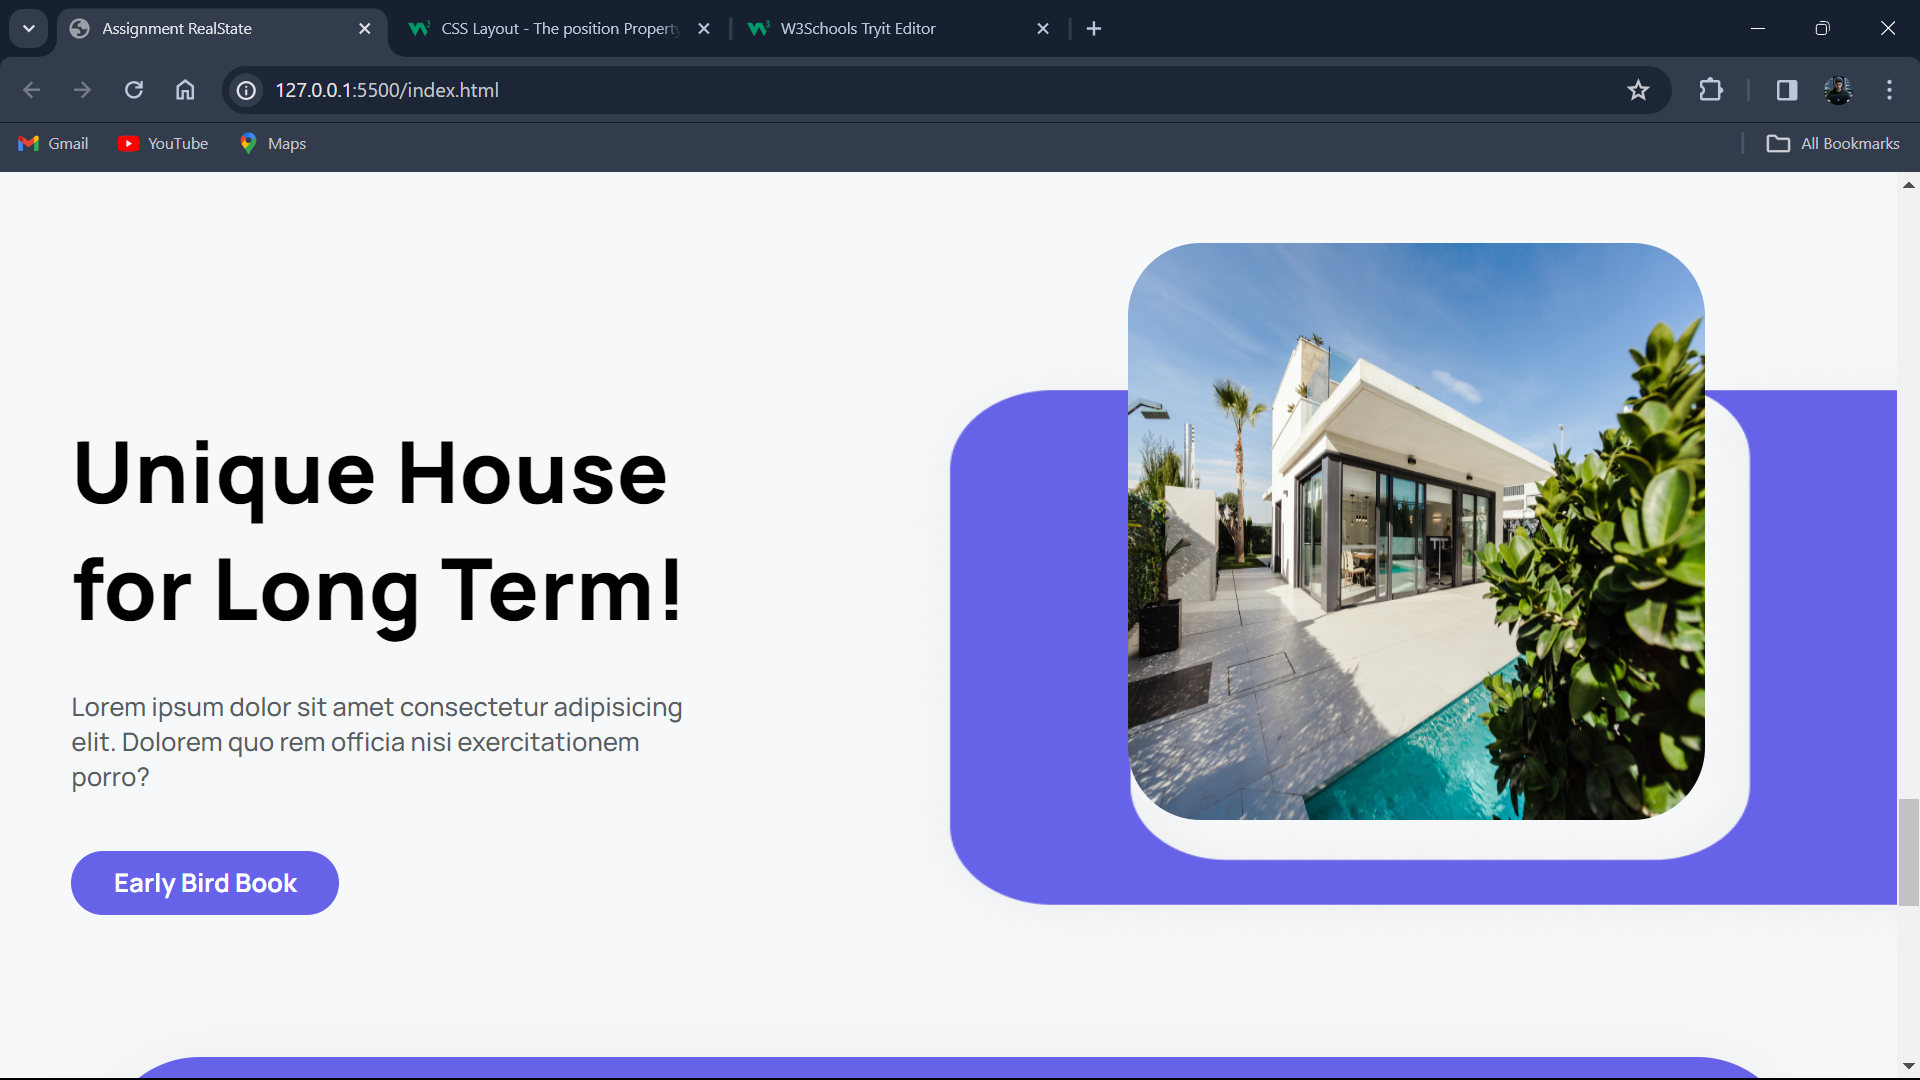 Assignment RealState
CSS Layout - The position Property
W3Schools Tryit Editor
127.0.0.1:5500/index.html
Gmail
YouTube
Maps
All Bookmarks
Unique House
for Long Term!
Lorem ipsum dolor sit amet consectetur adipisicing
elit. Dolorem quo rem officia nisi exercitationem
porro?
Early Bird Book